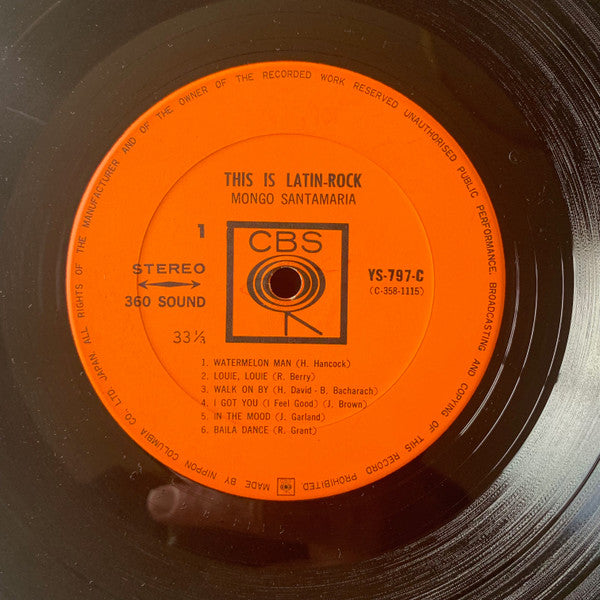 ALL RIGHTS OF THE MANUFACTURER AND OF THE OWNER OF THE RECORDED WORK RESERVED UNAUTHORISED PUBLIC PERFORMANCE, BROADCASTING AND COPYING OF THIS RECORD PROHIBITED
MADE BY NIPPON COLUMBIA CO., LTD. JAPAN.
THIS IS LATIN-ROCK
MONGO SANTAMARIA
1
CBS
STEREO
360 SOUND
YS-797-C
(C-358-1115)
33⅓
1. WATERMELON MAN (H. Hancock)
2. LOUIE, LOUIE (R. Berry)
3. WALK ON BY (H. David - B. Bacharach)
4. I GOT YOU (I Feel Good) (J. Brown)
5. IN THE MOOD (J. Garland)
6. BAILA DANCE (R. Grant)